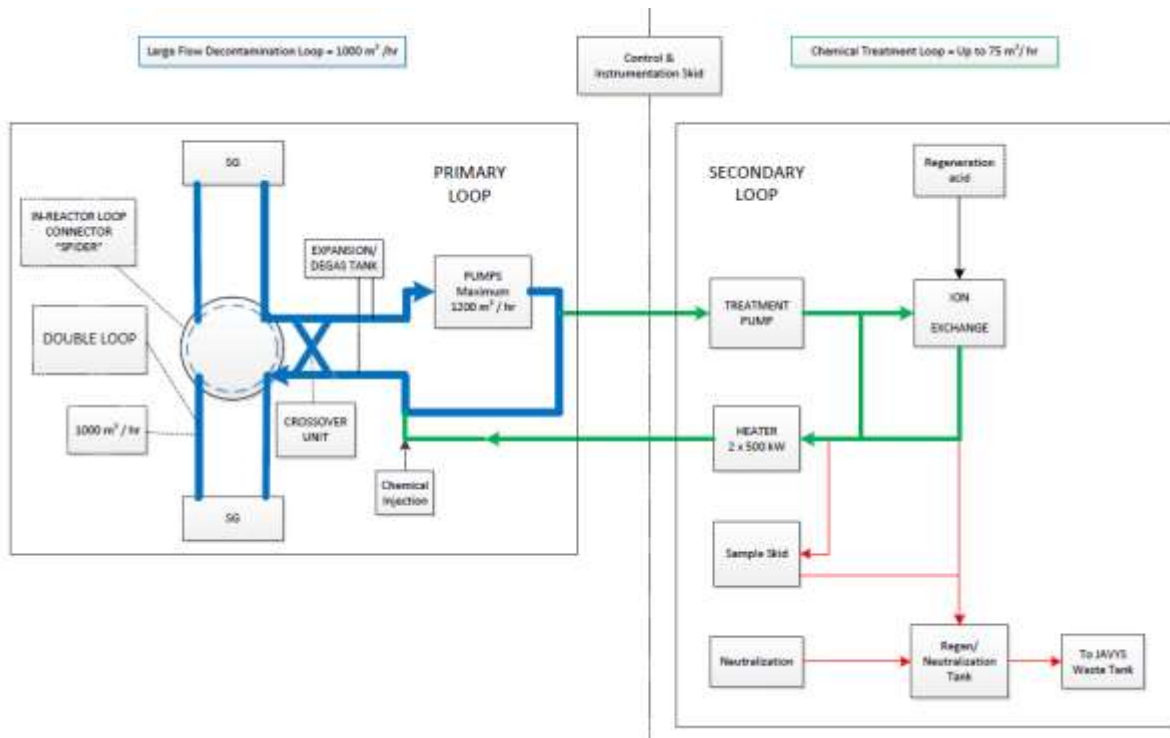 Large Flow Decontamination Loop = 1000 m³ /hr
Control &
Instrumentation Skid
Chemical Treatment Loop = Up to 75 m³/ hr
SG
PRIMARY
LOOP
SECONDARY
LOOP
Regeneration
acid
IN-REACTOR LOOP
CONNECTOR
"SPIDER"
EXPANSION/
DEGAS TANK
PUMPS
Maximum
1200 m³ / hr
TREATMENT
PUMP
ION
EXCHANGE
DOUBLE LOOP
1000 m³ / hr
CROSSOVER
UNIT
HEATER
2 x 500 kW
Chemical
Injection
SG
Sample Skid
Neutralization
Regen/
Neutralization
Tank
To JAVYS
Waste Tank